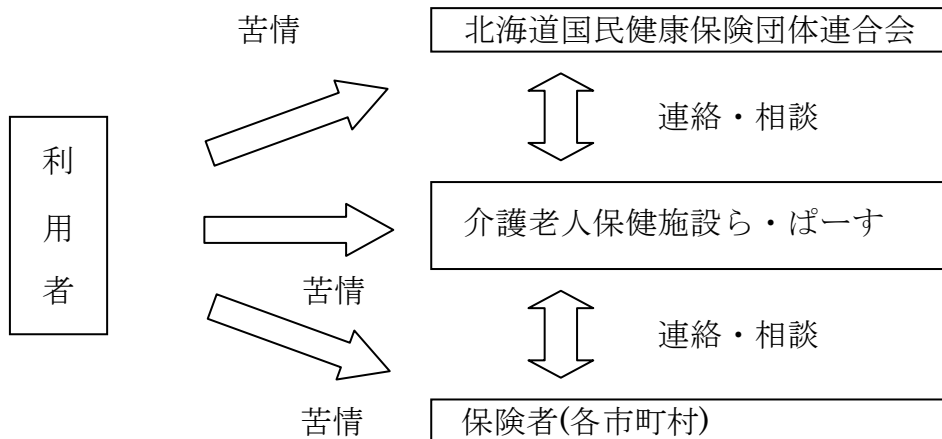 苦情
北海道国民健康保険団体連合会
連絡・相談
利用者
介護老人保健施設ら・ぱーす
苦情
連絡・相談
苦情
保険者(各市町村)